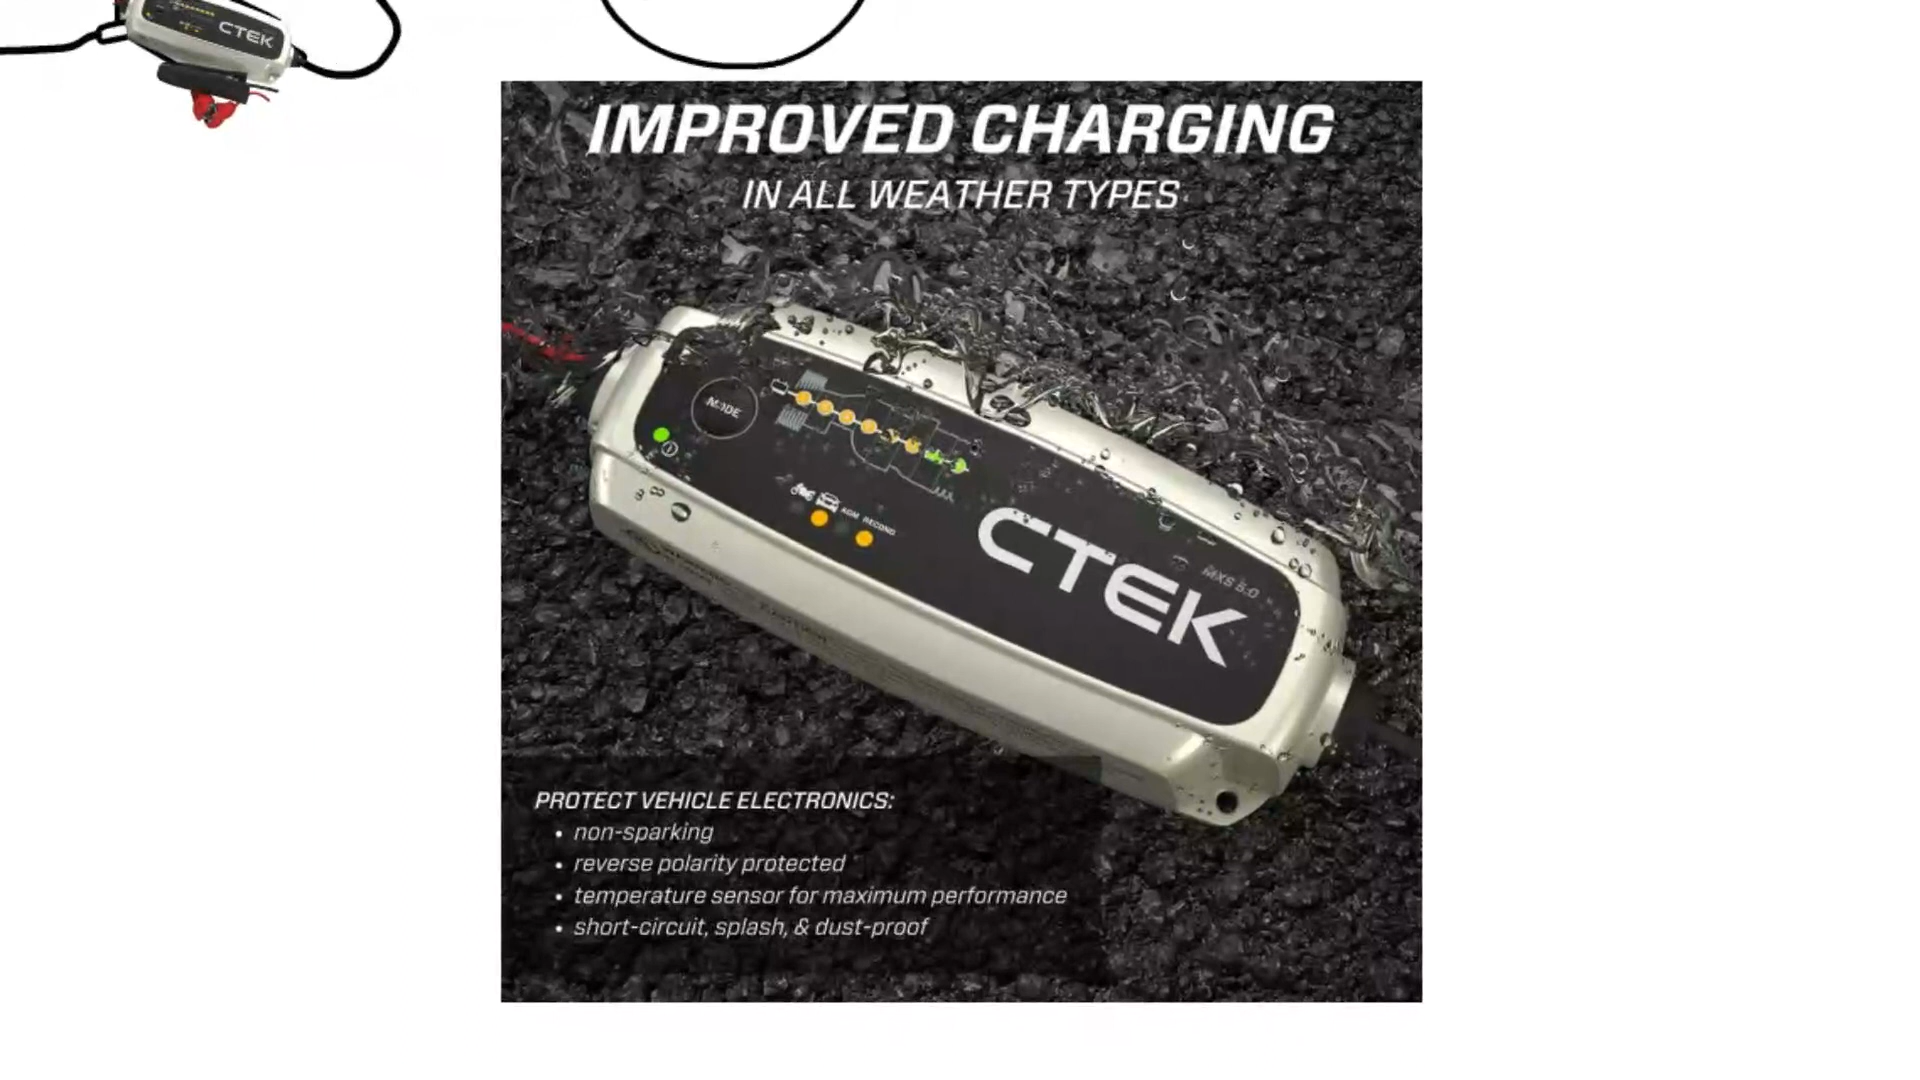 CTEK
IMPROVED CHARGING
IN ALL WEATHER TYPES
MODE
AGM RECOND
MXS 5.0
CTEK
PROTECT VEHICLE ELECTRONICS:
• non-sparking
• reverse polarity protected
• temperature sensor for maximum performance
• short-circuit, splash, & dust-proof